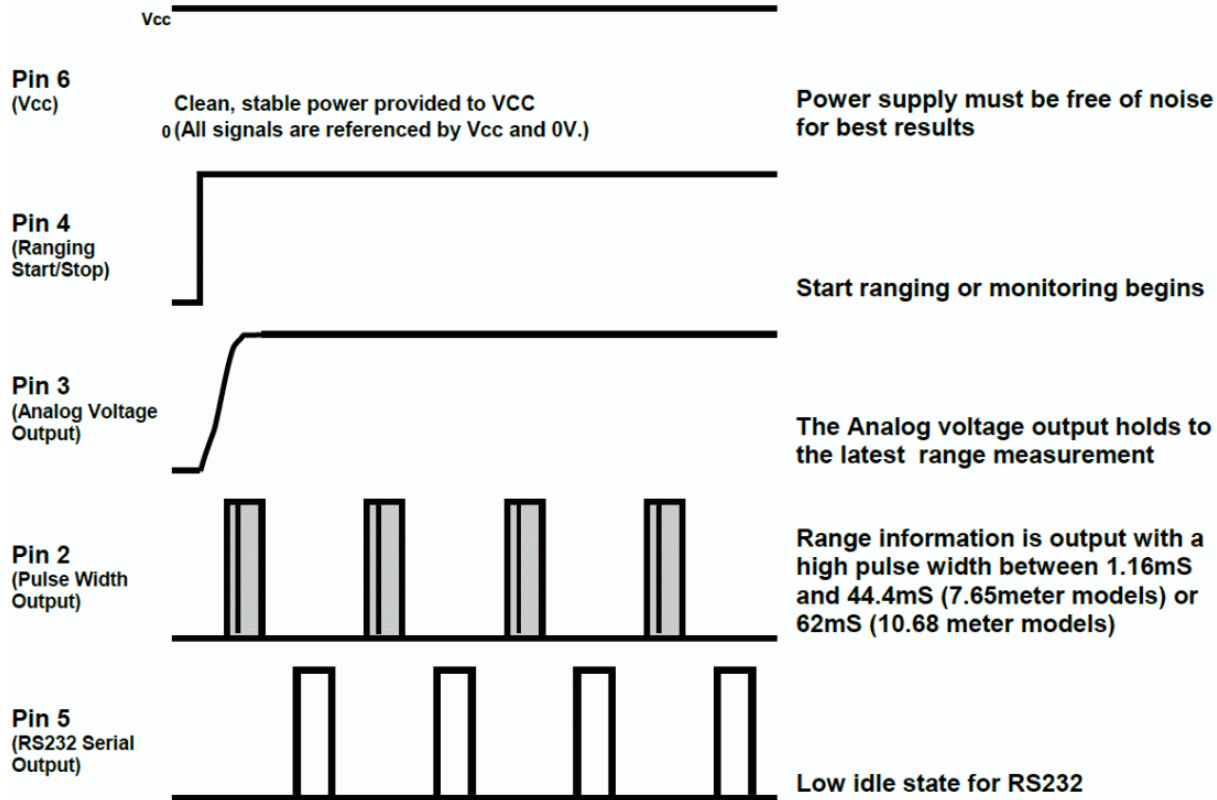 Vcc
Pin 6
(Vcc)
Clean, stable power provided to VCC
0 (All signals are referenced by Vcc and 0V.)
Power supply must be free of noise
for best results
Pin 4
(Ranging
Start/Stop)
Start ranging or monitoring begins
Pin 3
(Analog Voltage
Output)
The Analog voltage output holds to
the latest range measurement
Pin 2
(Pulse Width
Output)
Range information is output with a
high pulse width between 1.16mS
and 44.4mS (7.65meter models) or
62mS (10.68 meter models)
Pin 5
(RS232 Serial
Output)
Low idle state for RS232